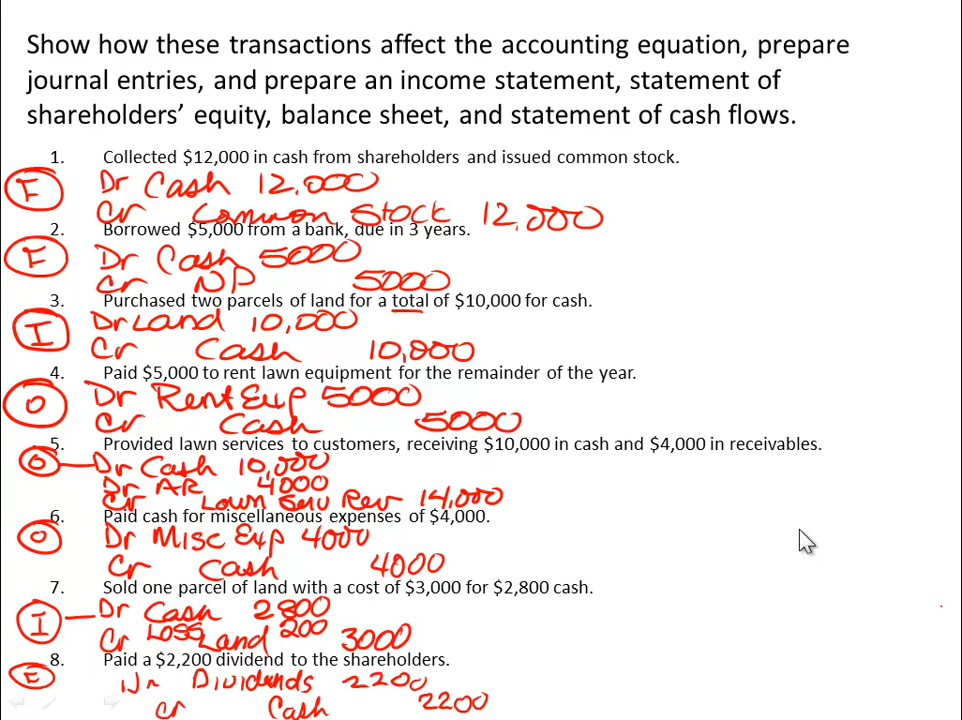 Show how these transactions affect the accounting equation, prepare
journal entries, and prepare an income statement, statement of
shareholders' equity, balance sheet, and statement of cash flows.
1. Collected $12,000 in cash from shareholders and issued common stock.
F Dr Cash 12,000
Cr Common Stock 12,000
2. Borrowed $5,000 from a bank, due in 3 years.
F Dr Cash 5000
Cr NP 5000
3. Purchased two parcels of land for a total of $10,000 for cash.
I Dr Land 10,000
Cr Cash 10,000
4. Paid $5,000 to rent lawn equipment for the remainder of the year.
O Dr Rent Exp 5000
Cr Cash 5000
5. Provided lawn services to customers, receiving $10,000 in cash and $4,000 in receivables.
O Dr Cash 10,000
Dr AR 4000
Cr Lawn Serv Rev 14,000
6. Paid cash for miscellaneous expenses of $4,000.
O Dr Misc Exp 4000
Cr Cash 4000
7. Sold one parcel of land with a cost of $3,000 for $2,800 cash.
I Dr Cash 2800
Loss 200
Cr Land 3000
8. Paid a $2,200 dividend to the shareholders.
F Dr Dividends 2200
Cr Cash 2200